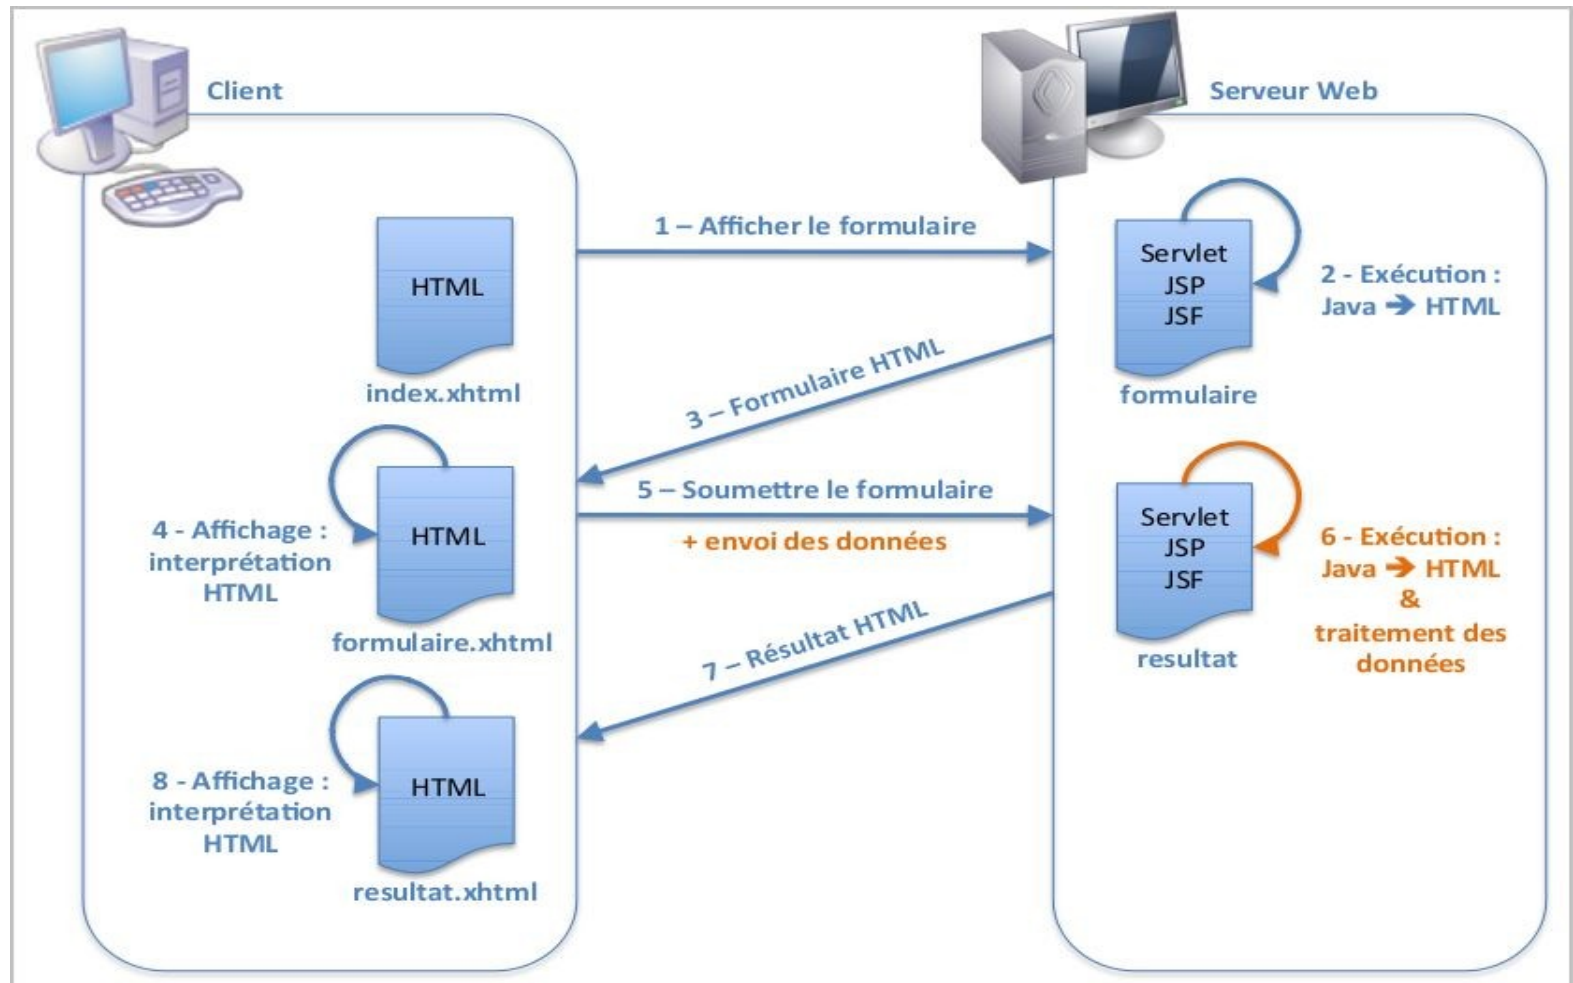 Client
Serveur Web
1 – Afficher le formulaire
HTML
index.xhtml
Servlet
JSP
JSF
formulaire
2 - Exécution :
Java ➔ HTML
3 – Formulaire HTML
4 - Affichage :
interprétation
HTML
HTML
formulaire.xhtml
5 – Soumettre le formulaire
+ envoi des données
Servlet
JSP
JSF
resultat
6 - Exécution :
Java ➔ HTML
&
traitement des
données
7 – Résultat HTML
8 - Affichage :
interprétation
HTML
HTML
resultat.xhtml